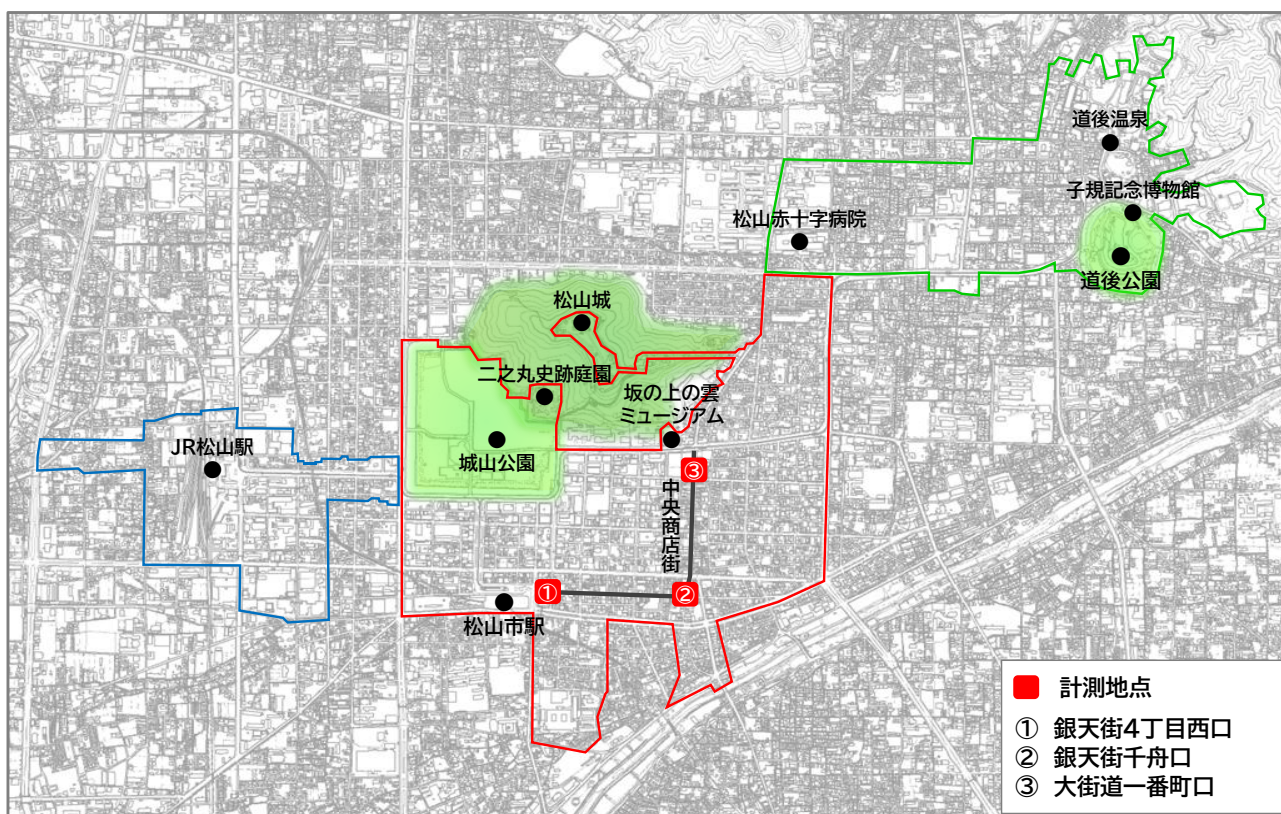 道後温泉
子規記念博物館
松山赤十字病院
道後公園
松山城
二之丸史跡庭園
坂の上の雲
ミュージアム
JR松山駅
城山公園
③
中央商店街
①
②
松山市駅
計測地点
① 銀天街4丁目西口
② 銀天街千舟口
③ 大街道一番町口